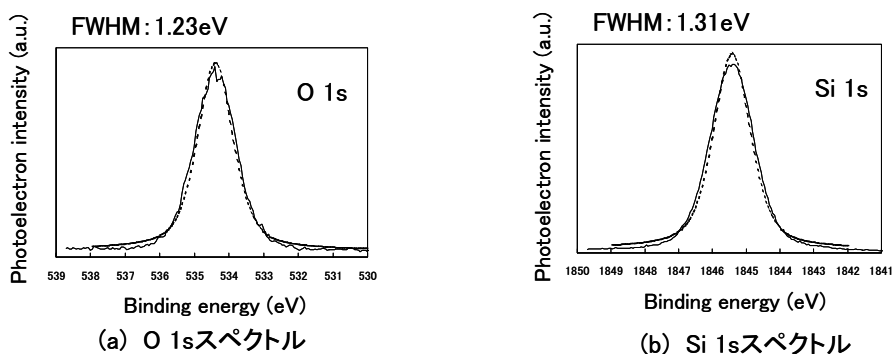 FWHM:1.23eV
Photoelectron intensity (a.u.)
O 1s
539 538 537 536 535 534 533 532 530
Binding energy (eV)
(a) O 1sスペクトル
FWHM:1.31eV
Photoelectron intensity (a.u.)
Si 1s
1850 1849 1848 1847 1846 1845 1844 1843 1842 1841
Binding energy (eV)
(b) Si 1sスペクトル